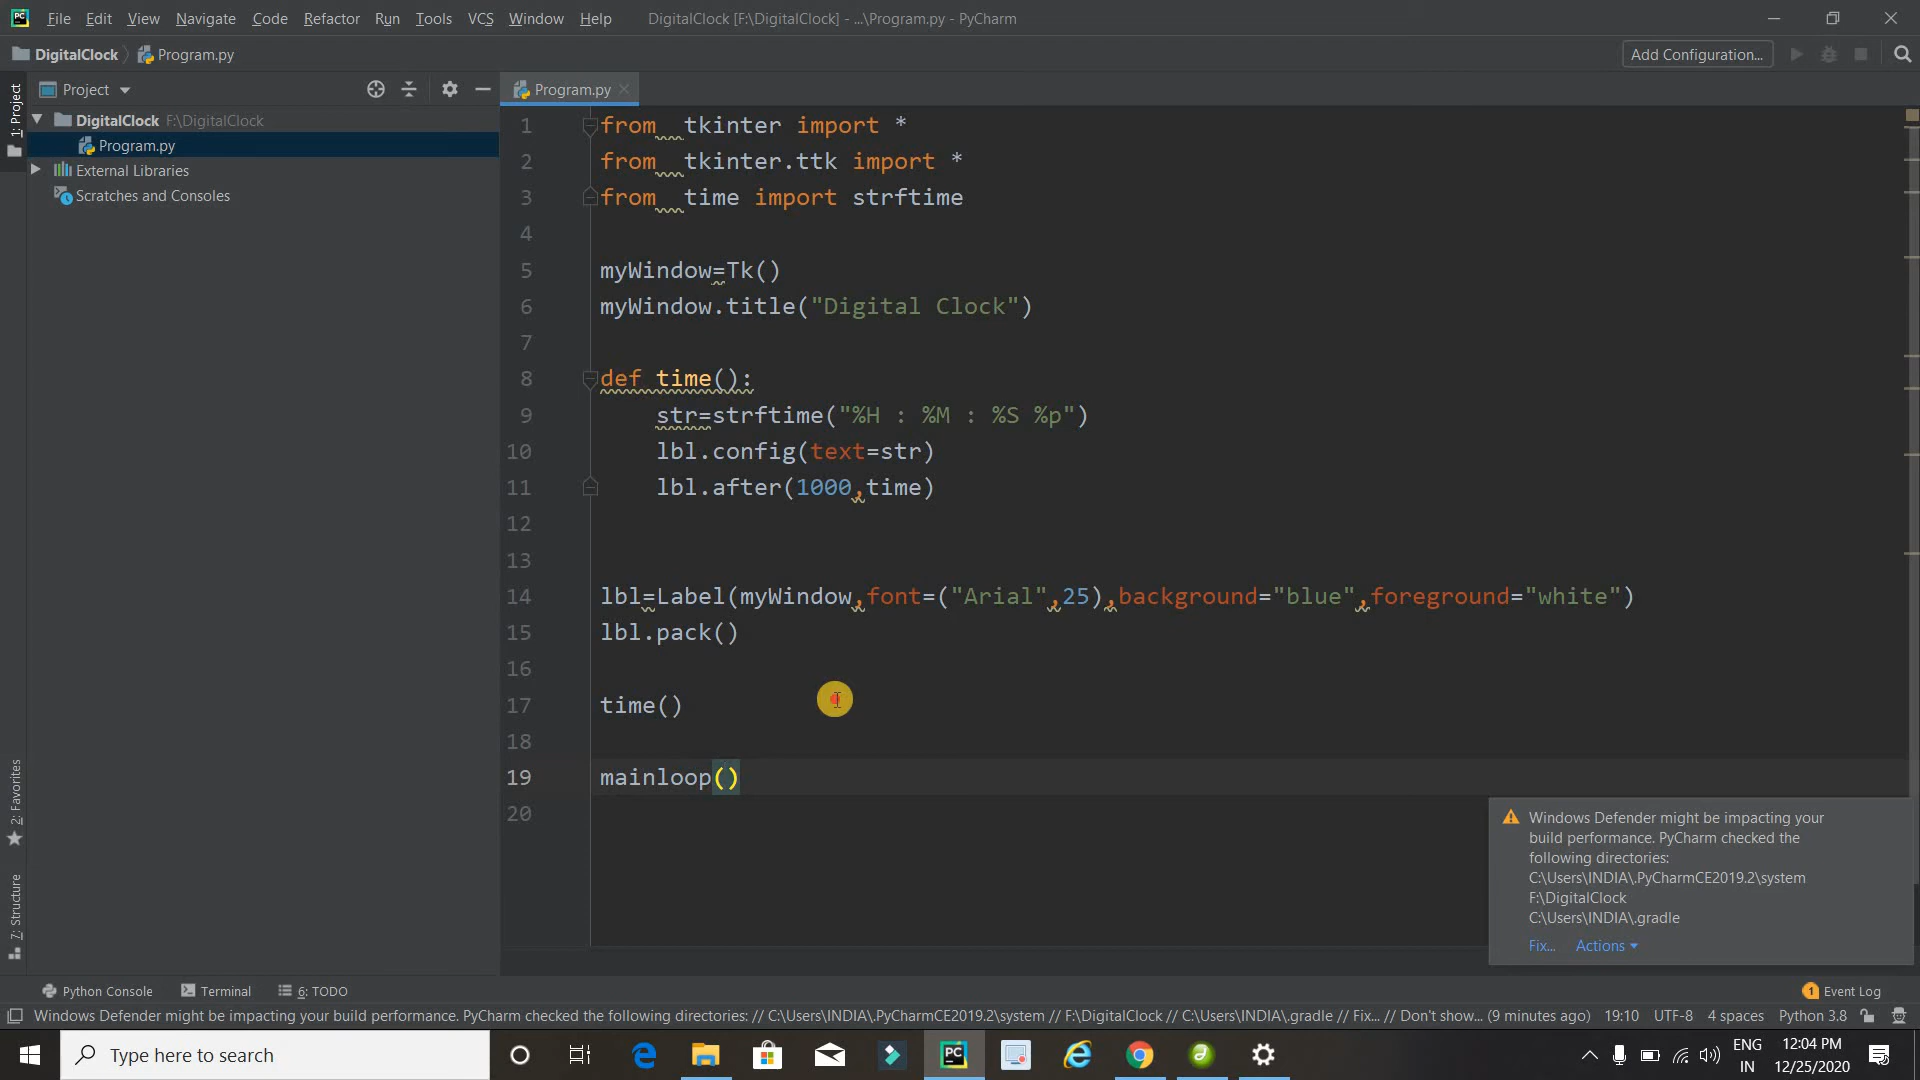 PC File Edit View Navigate Code Refactor Run Tools VCS Window Help DigitalClock [F:\DigitalClock] - ...\Program.py - PyCharm
DigitalClock Program.py Add Configuration...
1: Project
Project
Program.py
DigitalClock F:\DigitalClock
Program.py
External Libraries
Scratches and Consoles
1 from  tkinter import *
2 from  tkinter.ttk import *
3 from  time import strftime
4
5 myWindow=Tk()
6 myWindow.title("Digital Clock")
7
8 def time():
9     str=strftime("%H : %M : %S %p")
10     lbl.config(text=str)
11     lbl.after(1000,time)
12
13
14 lbl=Label(myWindow,font=("Arial",25),background="blue",foreground="white")
15 lbl.pack()
16
17 time()
18
19 mainloop()
20
2: Favorites
7: Structure
Windows Defender might be impacting your
build performance. PyCharm checked the
following directories:
C:\Users\INDIA\.PyCharmCE2019.2\system
F:\DigitalClock
C:\Users\INDIA\.gradle
Fix... Actions
Python Console Terminal 6: TODO 1 Event Log
Windows Defender might be impacting your build performance. PyCharm checked the following directories: // C:\Users\INDIA\.PyCharmCE2019.2\system // F:\DigitalClock // C:\Users\INDIA\.gradle // Fix... // Don't show... (9 minutes ago) 19:10 UTF-8 4 spaces Python 3.8
Type here to search PC ENG 12:04 PM
IN 12/25/2020